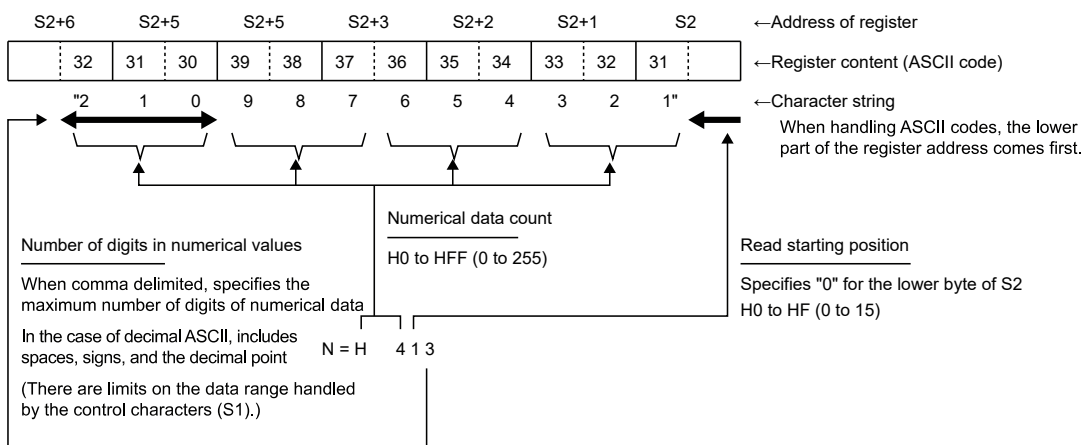 S2+6 S2+5 S2+5 S2+3 S2+2 S2+1 S2 ←Address of register
32 31 30 39 38 37 36 35 34 33 32 31 ←Register content (ASCII code)
"2 1 0 9 8 7 6 5 4 3 2 1" ←Character string
When handling ASCII codes, the lower
part of the register address comes first.
Numerical data count
H0 to HFF (0 to 255)
Number of digits in numerical values
When comma delimited, specifies the
maximum number of digits of numerical data
In the case of decimal ASCII, includes
spaces, signs, and the decimal point
(There are limits on the data range handled
by the control characters (S1).)
Read starting position
Specifies "0" for the lower byte of S2
H0 to HF (0 to 15)
N = H 4 1 3